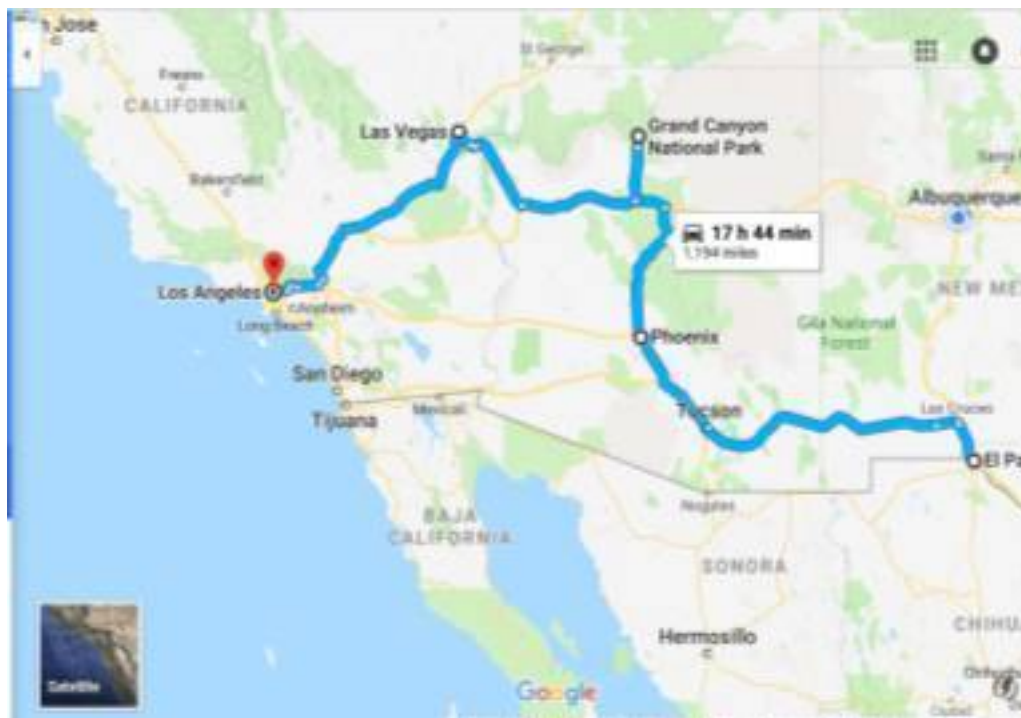 San Jose
St George
Fresno
CALIFORNIA
Las Vegas
Grand Canyon
National Park
Santa
Bakersfield
Albuquerque
17 h 44 min
1,194 miles
Los Angeles
Anaheim
Long Beach
NEW ME
Phoenix
Gila National
Forest
San Diego
Tijuana
Mexicali
Tucson
Las Cruces
El Pa
Nogales
BAJA
CALIFORNIA
SONORA
CHIHU
Hermosillo
Satellite
Google
Ciudad